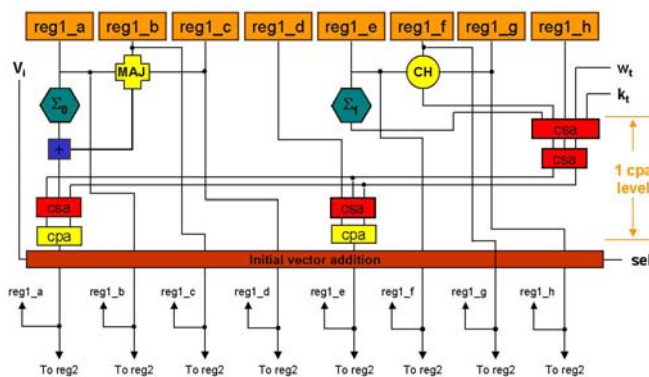 reg1_a reg1_b reg1_c reg1_d reg1_e reg1_f reg1_g reg1_h
Vi
MAJ
CH
wt
kt
Σ0
Σ1
csa
+
csa
1 cpa
level
csa
csa
cpa
cpa
Initial vector addition
sel
reg1_a reg1_b reg1_c reg1_d reg1_e reg1_f reg1_g reg1_h
To reg2 To reg2 To reg2 To reg2 To reg2 To reg2 To reg2 To reg2